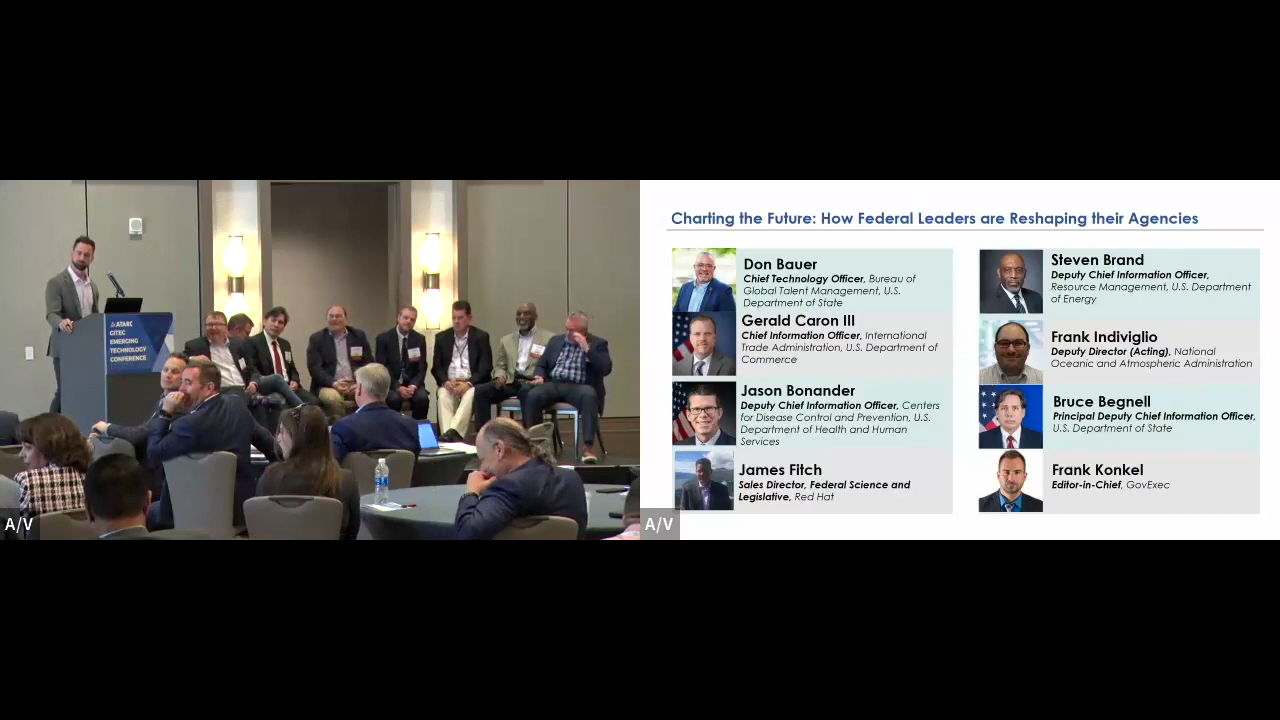 ATARC
GITEC
EMERGING
TECHNOLOGY
CONFERENCE
A/V
Charting the Future: How Federal Leaders are Reshaping their Agencies
Don Bauer
Chief Technology Officer, Bureau of
Global Talent Management, U.S.
Department of State
Gerald Caron III
Chief Information Officer, International
Trade Administration, U.S. Department of
Commerce
Jason Bonander
Deputy Chief Information Officer, Centers
for Disease Control and Prevention, U.S.
Department of Health and Human
Services
James Fitch
Sales Director, Federal Science and
Legislative, Red Hat
Steven Brand
Deputy Chief Information Officer,
Resource Management, U.S. Department
of Energy
Frank Indiviglio
Deputy Director (Acting), National
Oceanic and Atmospheric Administration
Bruce Begnell
Principal Deputy Chief Information Officer,
U.S. Department of State
Frank Konkel
Editor-in-Chief, GovExec
A/V